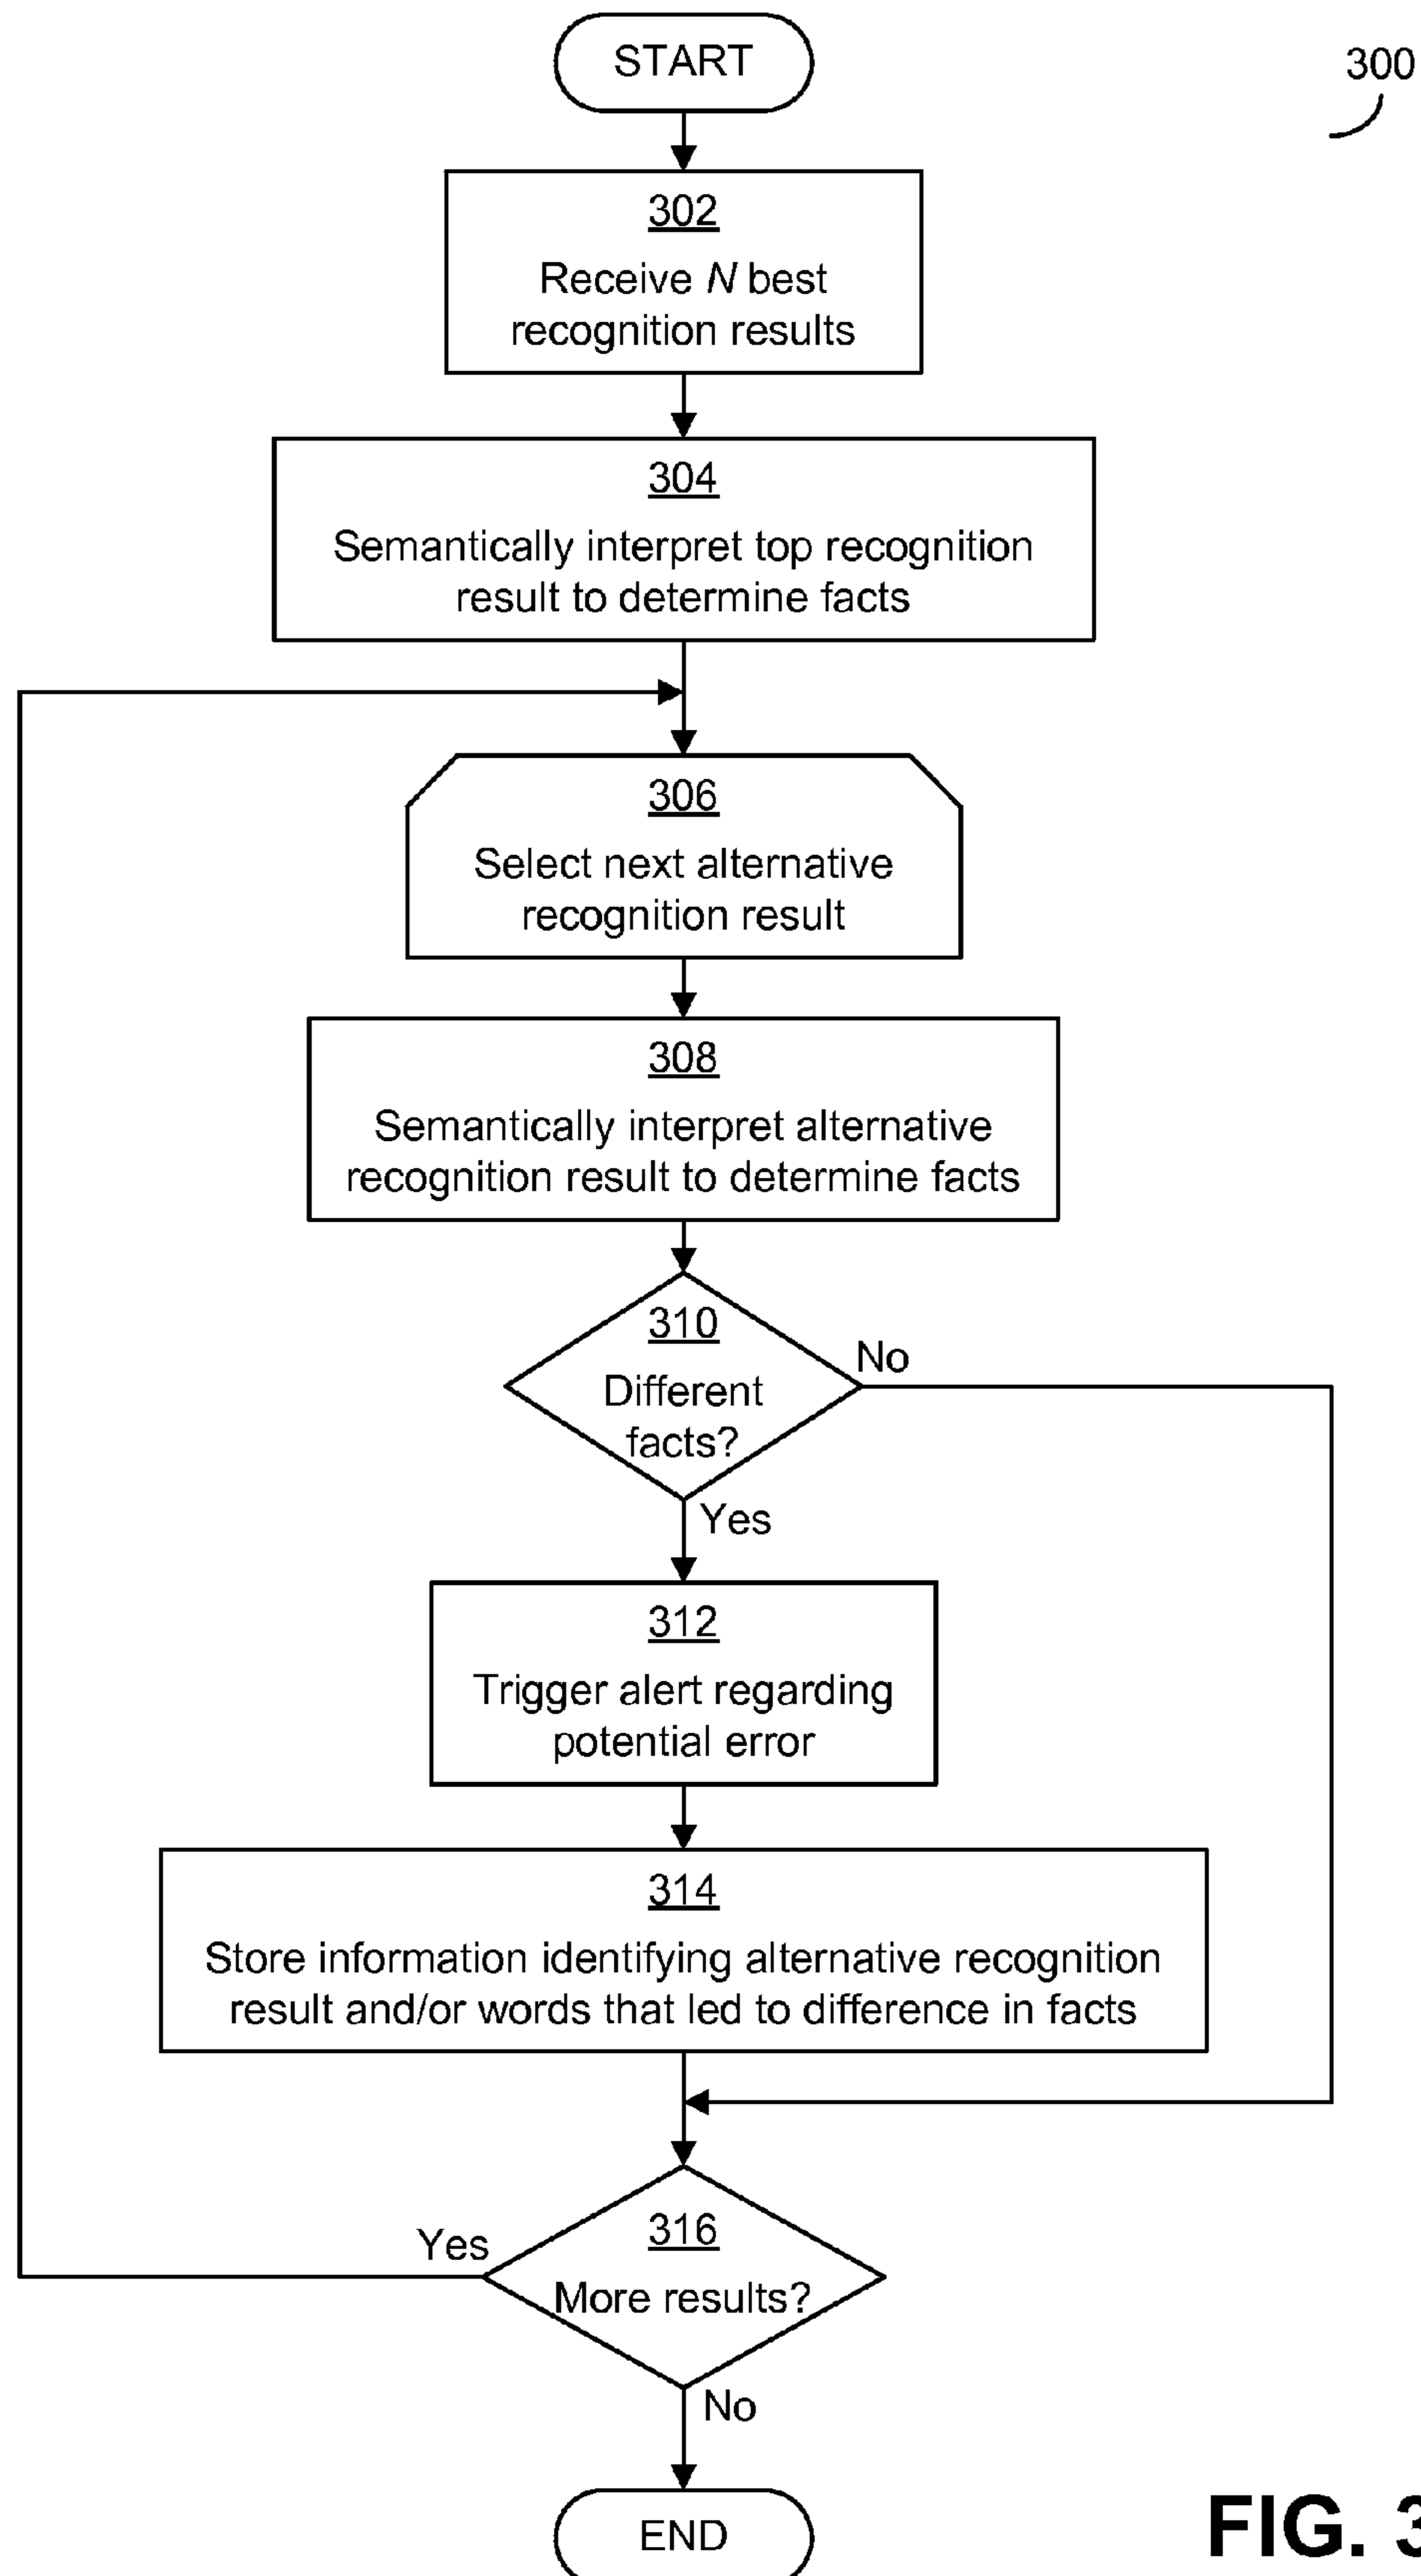 START
300
302
Receive N best
recognition results
304
Semantically interpret top recognition
result to determine facts
306
Select next alternative
recognition result
308
Semantically interpret alternative
recognition result to determine facts
310
Different
facts?
No
Yes
312
Trigger alert regarding
potential error
314
Store information identifying alternative recognition
result and/or words that led to difference in facts
Yes
316
More results?
No
END
FIG. 3